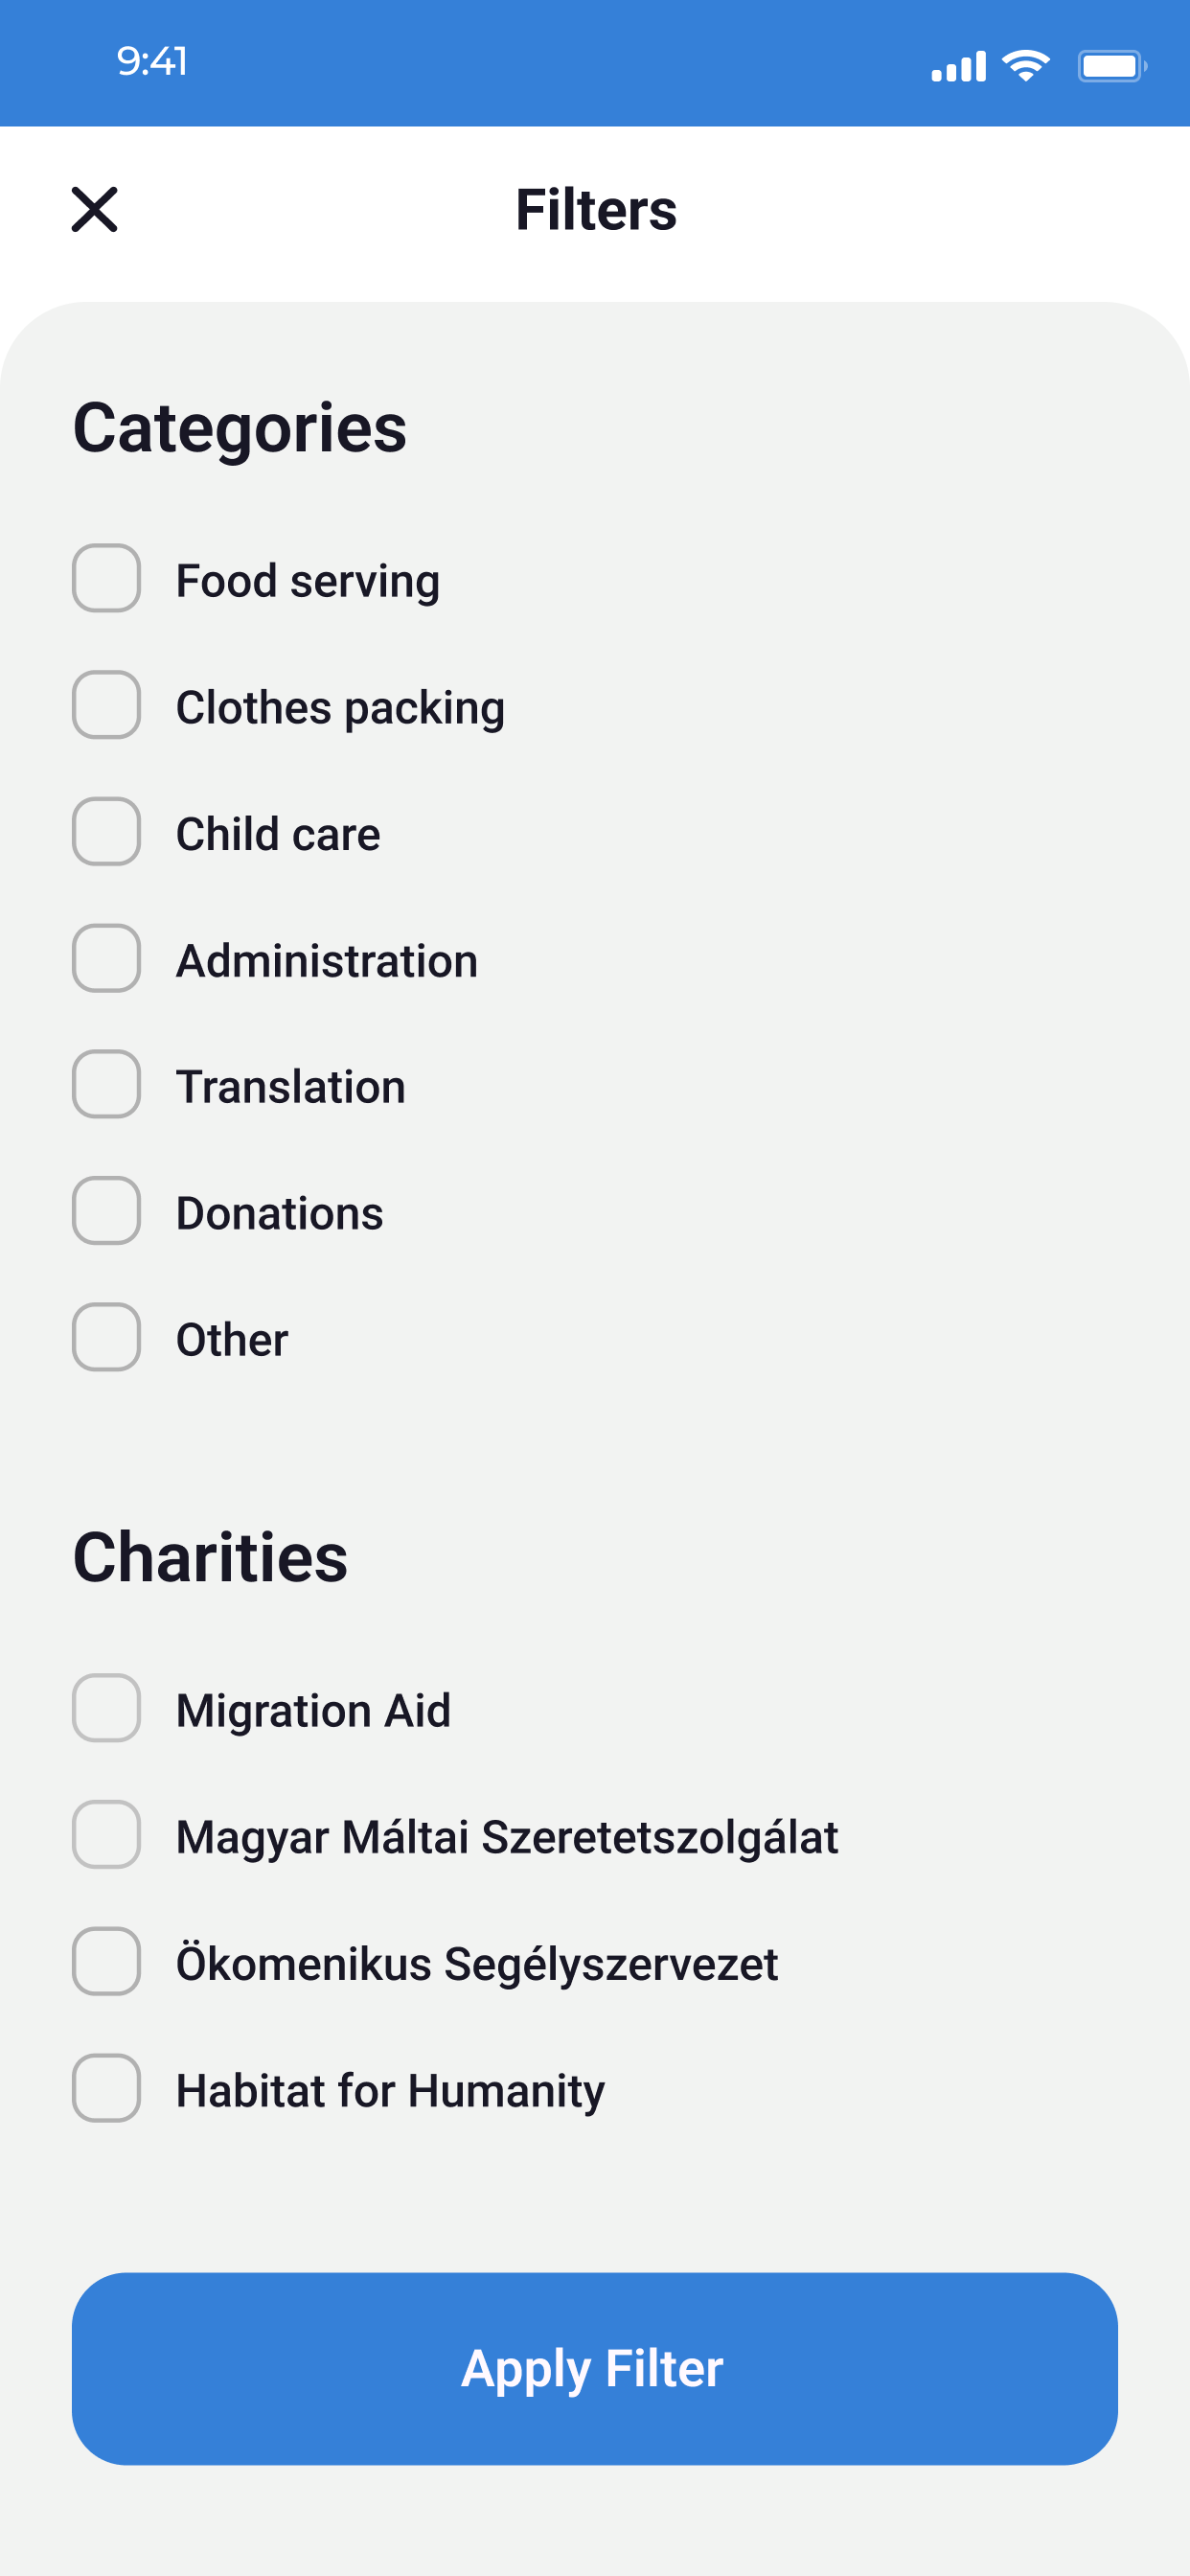 9:41
Filters
Categories
Food serving
Clothes packing
Child care
Administration
Translation
Donations
Other
Charities
Migration Aid
Magyar Máltai Szeretetszolgálat
Ökomenikus Segélyszervezet
Habitat for Humanity
Apply Filter